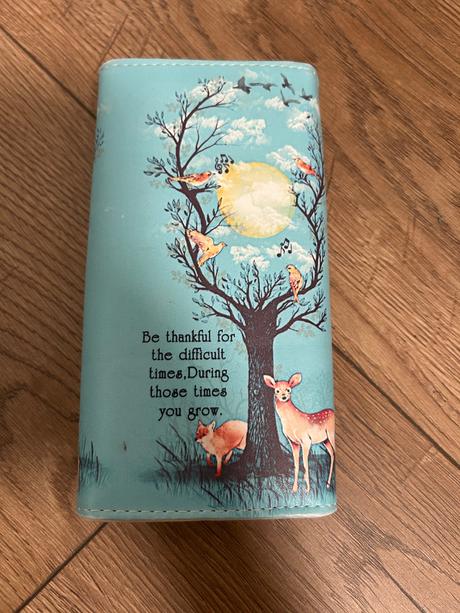 Be thankful for
the difficult
times,During
those times
you grow.